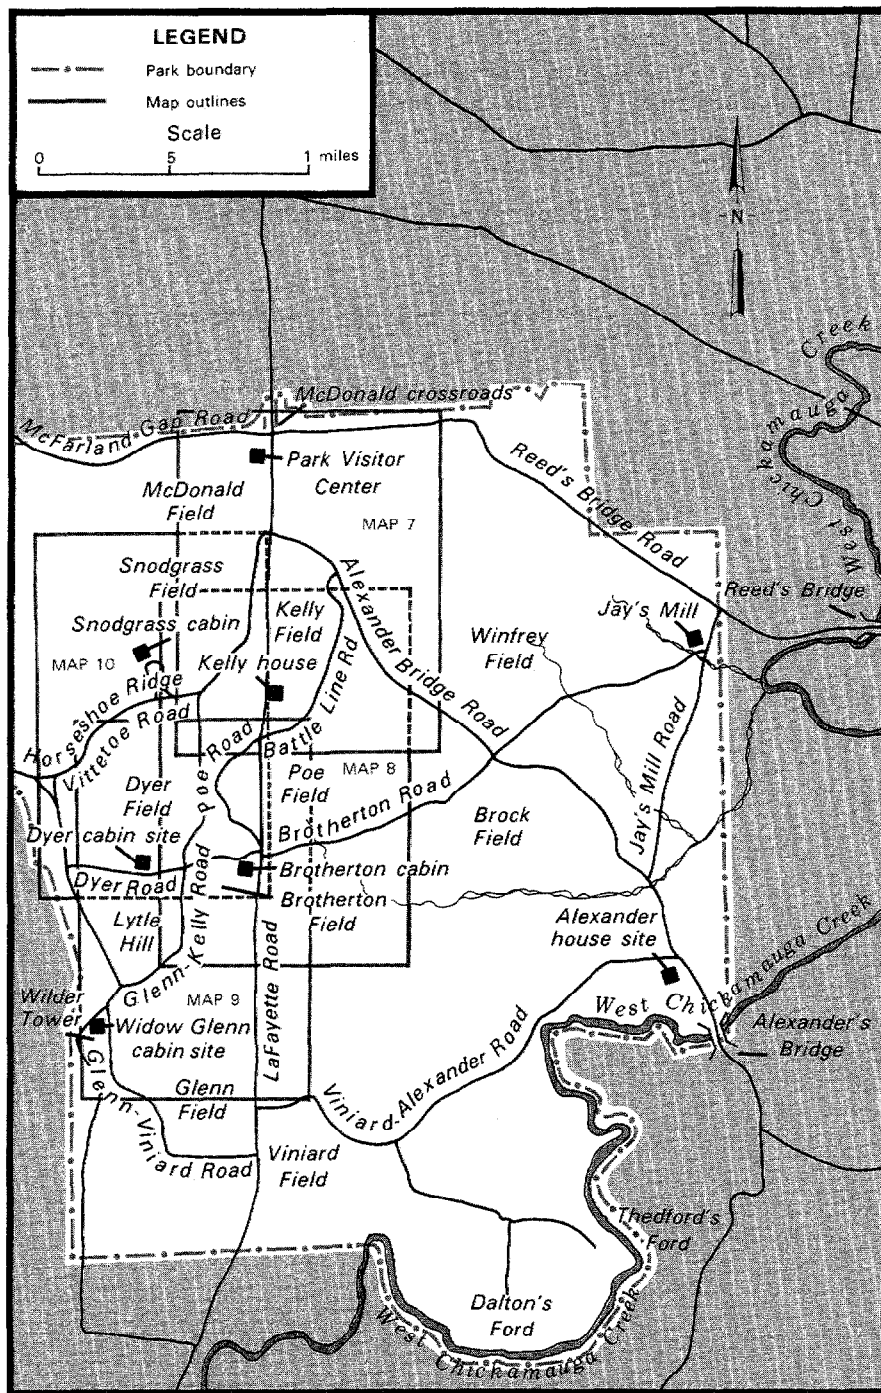 LEGEND
Park boundary
Map outlines
Scale
0 5 1 miles
N
Creek
West Chickamauga
McDonald crossroads
McFarland Gap Road
Park Visitor
Center
McDonald
Field
Reed's Bridge Road
MAP 7
Snodgrass
Field
Alexander Bridge Road
Reed's Bridge
Snodgrass cabin
Kelly
Field
Jay's Mill
Winfrey
Field
MAP 10
Kelly house
Battle Line Rd
Horseshoe Ridge
Vittetoe Road
Poe Road
Poe
Field
MAP 8
Jay's Mill Road
Dyer
Field
Brotherton Road
Brock
Field
Dyer cabin site
Brotherton cabin
Dyer Road
Brotherton
Field
Lytle
Hill
Glenn-Kelly Road
LaFayette Road
Alexander
house site
West Chickamauga Creek
MAP 9
Wilder
Tower
Widow Glenn
cabin site
Alexander's
Bridge
Glenn
Field
Viniard-Alexander Road
Glenn-Viniard Road
Viniard
Field
Thedford's
Ford
Dalton's
Ford
West Chickamauga Creek